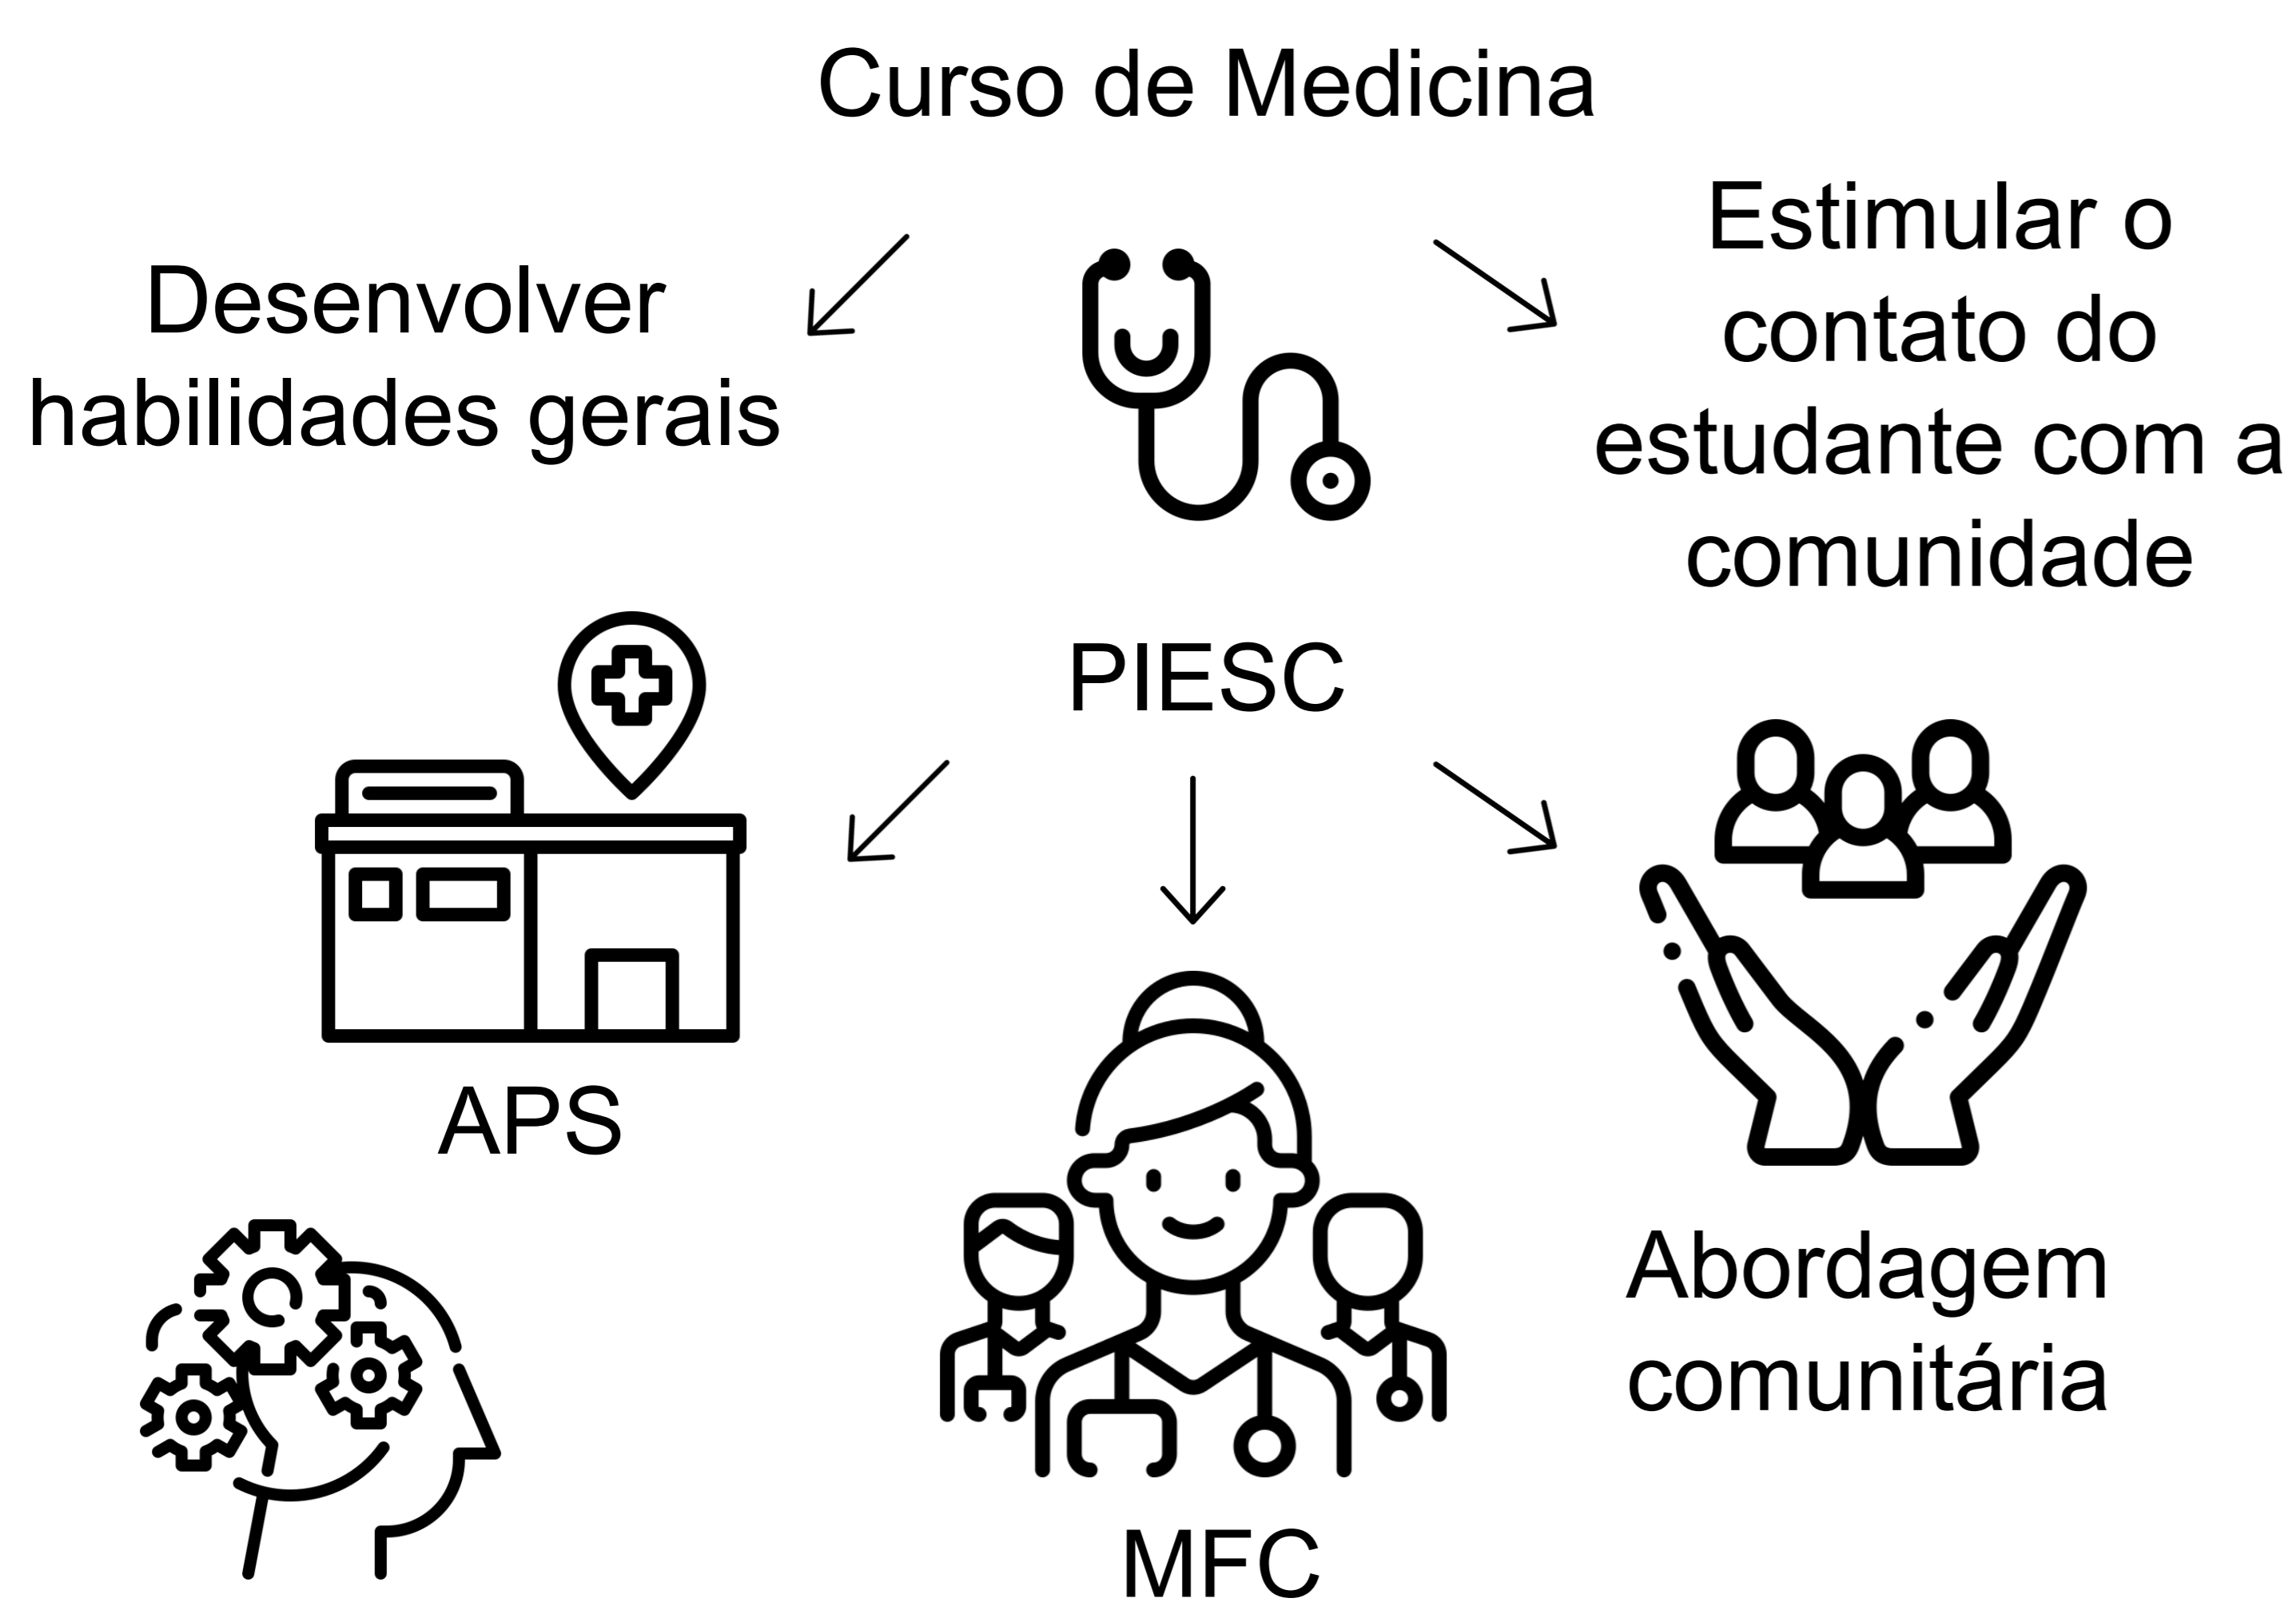 Curso de Medicina
Desenvolver
habilidades gerais
Estimular o
contato do
estudante com a
comunidade
PIESC
APS
MFC
Abordagem
comunitária